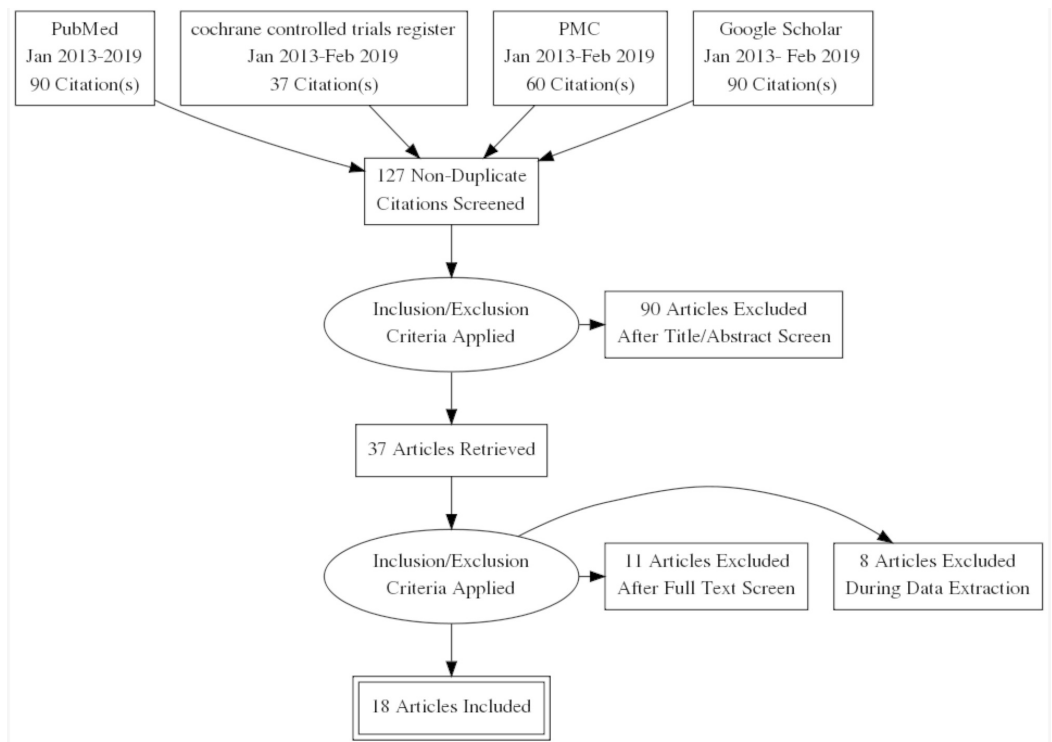 PubMed
Jan 2013-2019
90 Citation(s)
cochrane controlled trials register
Jan 2013-Feb 2019
37 Citation(s)
PMC
Jan 2013-Feb 2019
60 Citation(s)
Google Scholar
Jan 2013- Feb 2019
90 Citation(s)
127 Non-Duplicate
Citations Screened
Inclusion/Exclusion
Criteria Applied
90 Articles Excluded
After Title/Abstract Screen
37 Articles Retrieved
Inclusion/Exclusion
Criteria Applied
11 Articles Excluded
After Full Text Screen
8 Articles Excluded
During Data Extraction
18 Articles Included